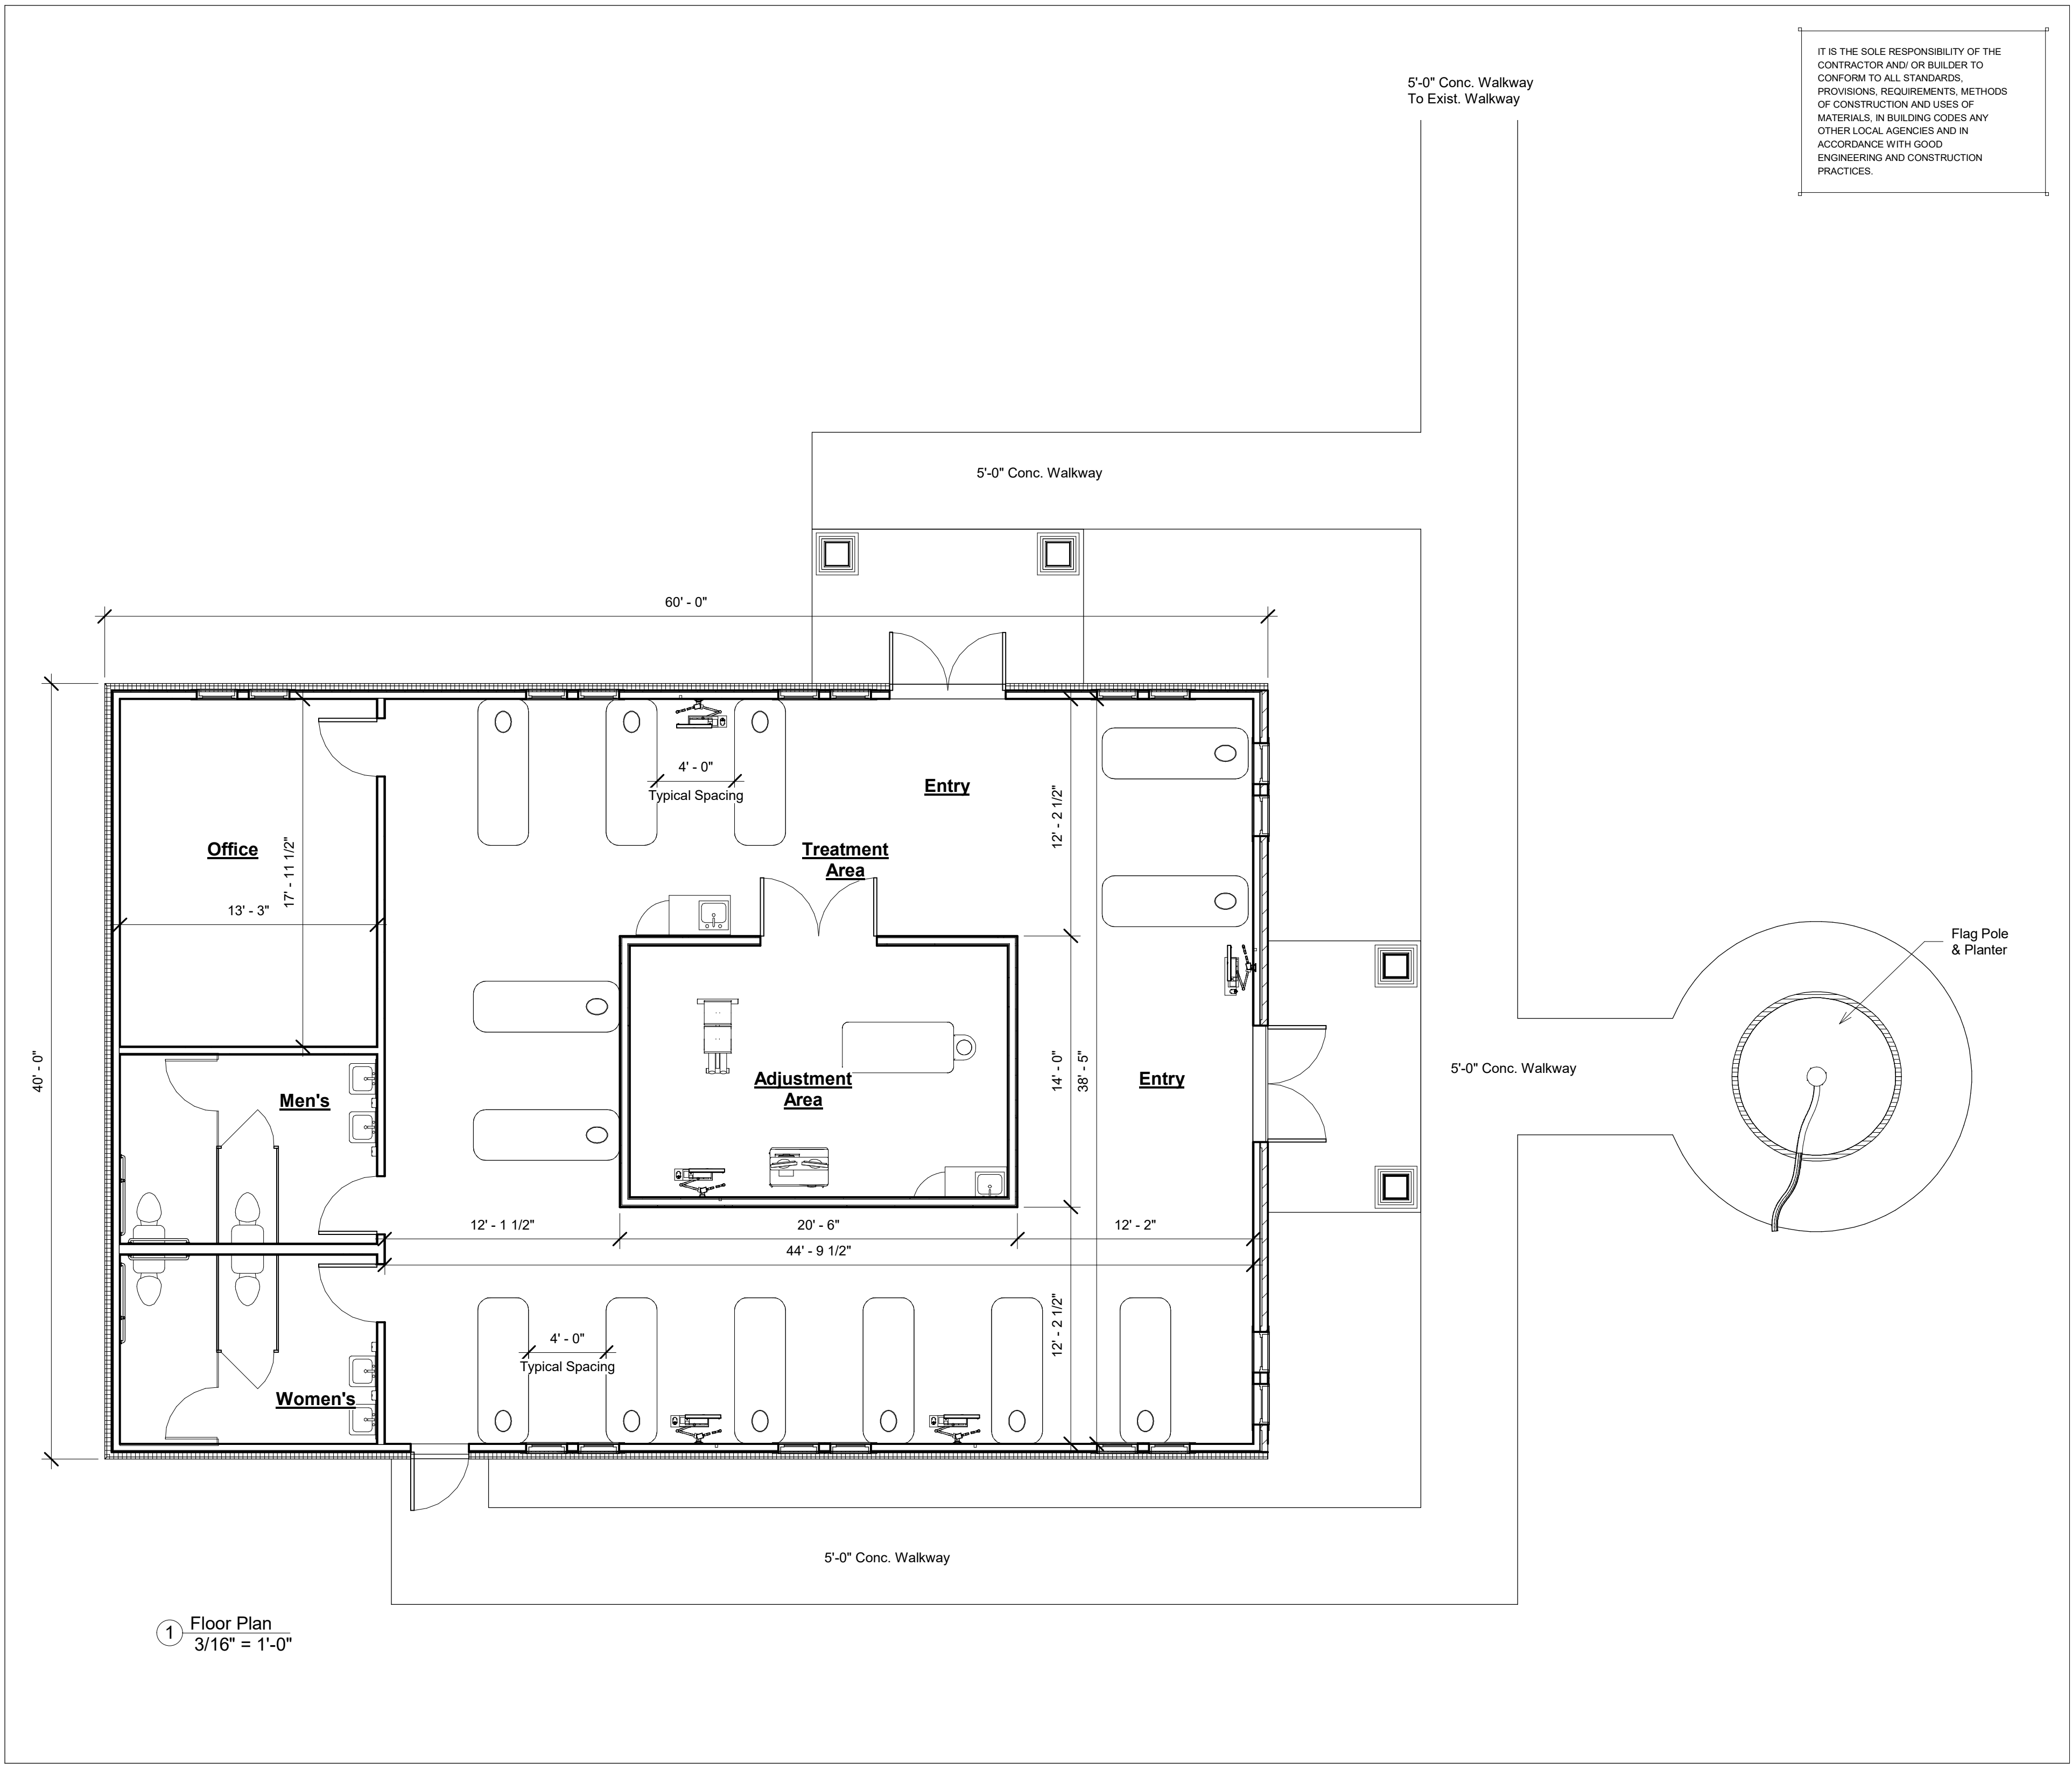 5'-0" Conc. Walkway
To Exist. Walkway
IT IS THE SOLE RESPONSIBILITY OF THE
CONTRACTOR AND/ OR BUILDER TO
CONFORM TO ALL STANDARDS,
PROVISIONS, REQUIREMENTS, METHODS
OF CONSTRUCTION AND USES OF
MATERIALS, IN BUILDING CODES ANY
OTHER LOCAL AGENCIES AND IN
ACCORDANCE WITH GOOD
ENGINEERING AND CONSTRUCTION
PRACTICES.
5'-0" Conc. Walkway
60' - 0"
4' - 0"
Typical Spacing
Entry
12' - 2 1/2"
Office
17' - 11 1/2"
Treatment
Area
13' - 3"
Flag Pole
& Planter
40' - 0"
Men's
Adjustment
Area
14' - 0"
38' - 5"
Entry
5'-0" Conc. Walkway
12' - 1 1/2"
20' - 6"
12' - 2"
44' - 9 1/2"
4' - 0"
Typical Spacing
12' - 2 1/2"
Women's
5'-0" Conc. Walkway
1
Floor Plan
3/16" = 1'-0"